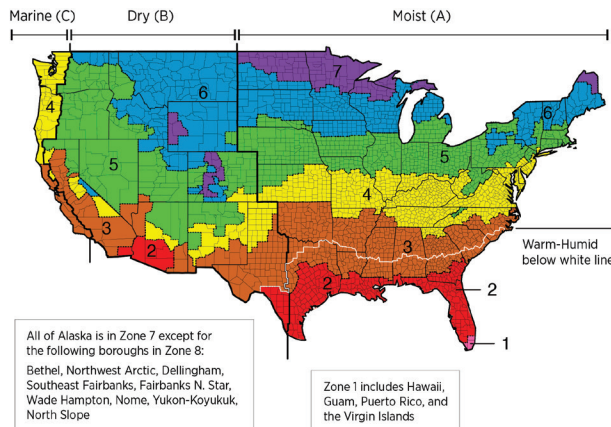 Marine (C)
Dry (B)
Moist (A)
7
6
6
6
4
5
5
4
3
3
2
2
2
1
Warm-Humid
below white line
All of Alaska is in Zone 7 except for
the following boroughs in Zone 8:
Bethel, Northwest Arctic, Dellingham,
Southeast Fairbanks, Fairbanks N. Star,
Wade Hampton, Nome, Yukon-Koyukuk,
North Slope
Zone 1 includes Hawaii,
Guam, Puerto Rico, and
the Virgin Islands